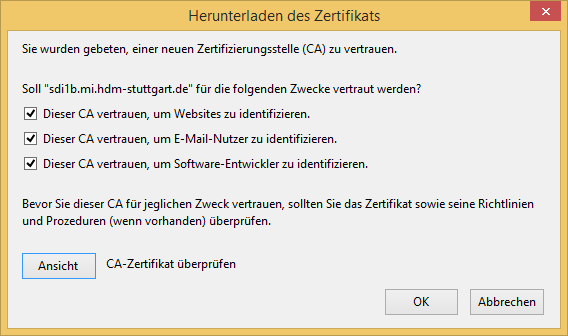 Herunterladen des Zertifikats
Sie wurden gebeten, einer neuen Zertifizierungsstelle (CA) zu vertrauen.
Soll "sdi1b.mi.hdm-stuttgart.de" für die folgenden Zwecke vertraut werden?
Dieser CA vertrauen, um Websites zu identifizieren.
Dieser CA vertrauen, um E-Mail-Nutzer zu identifizieren.
Dieser CA vertrauen, um Software-Entwickler zu identifizieren.
Bevor Sie dieser CA für jeglichen Zweck vertrauen, sollten Sie das Zertifikat sowie seine Richtlinien
und Prozeduren (wenn vorhanden) überprüfen.
Ansicht CA-Zertifikat überprüfen
OK Abbrechen